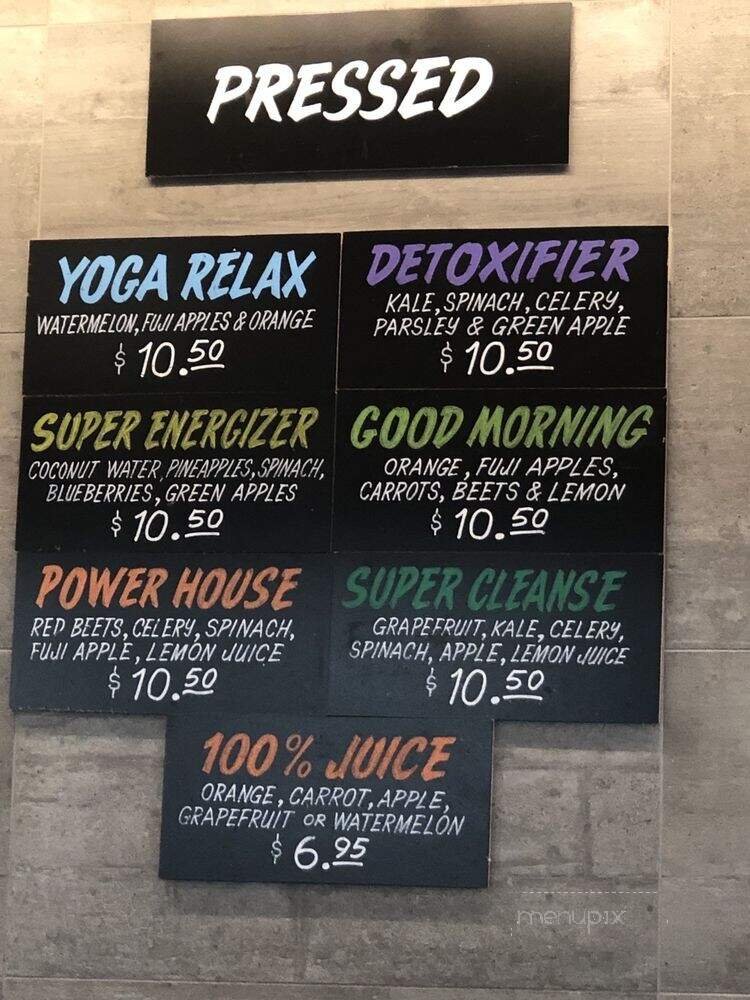 PRESSED
YOGA RELAX
WATERMELON, FUJI APPLES & ORANGE
$ 10.50
DETOXIFIER
KALE, SPINACH, CELERY,
PARSLEY & GREEN APPLE
$ 10.50
SUPER ENERGIZER
COCONUT WATER, PINEAPPLES, SPINACH,
BLUEBERRIES, GREEN APPLES
$ 10.50
GOOD MORNING
ORANGE, FUJI APPLES,
CARROTS, BEETS & LEMON
$ 10.50
POWER HOUSE
RED BEETS, CELERY, SPINACH,
FUJI APPLE, LEMON JUICE
$ 10.50
SUPER CLEANSE
GRAPEFRUIT, KALE, CELERY,
SPINACH, APPLE, LEMON JUICE
$ 10.50
100% JUICE
ORANGE, CARROT, APPLE,
GRAPEFRUIT OR WATERMELON
$ 6.95
menupix